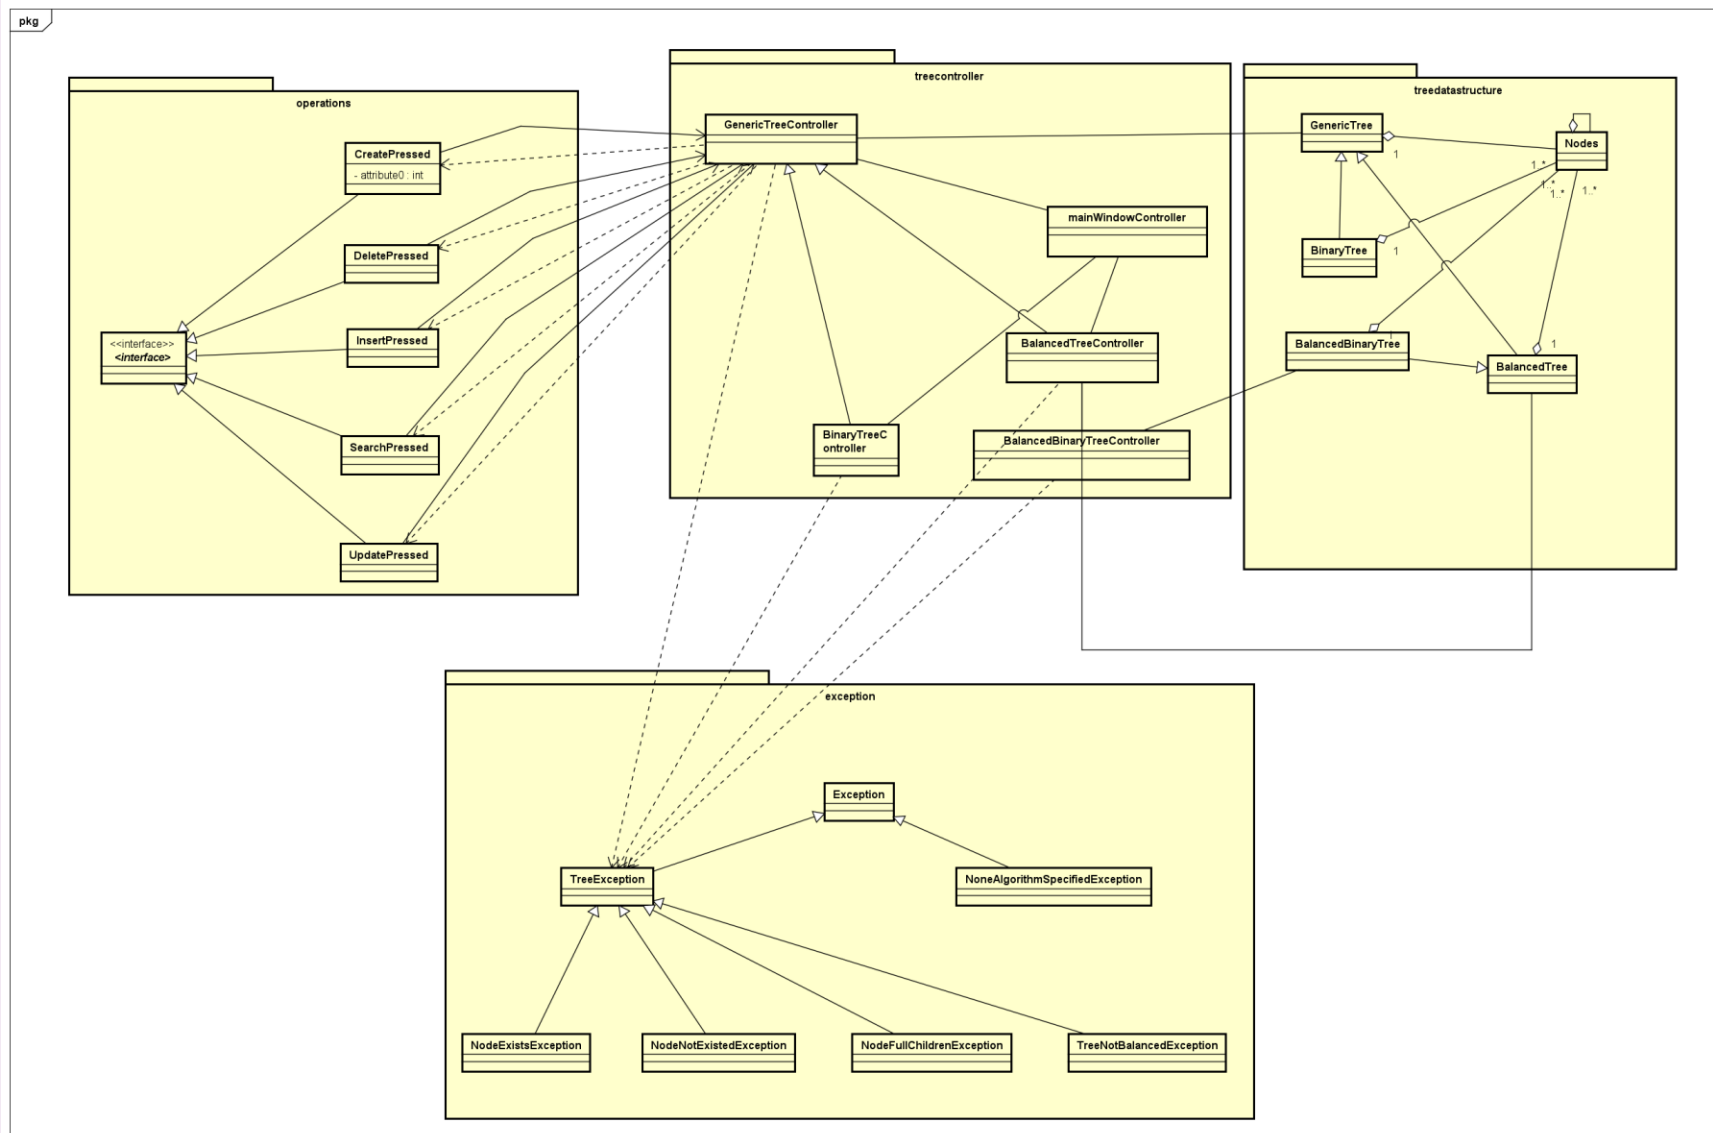 pkg
operations
CreatePressed
- attribute0 : int
DeletePressed
<<interface>>
<interface>
InsertPressed
SearchPressed
UpdatePressed
treecontroller
GenericTreeController
mainWindowController
BalancedTreeController
BinaryTreeC
ontroller
BalancedBinaryTreeController
treedatastructure
GenericTree
Nodes
1
1..*
1..*
1..*
1..*
BinaryTree
1
BalancedBinaryTree
1
BalancedTree
1
exception
Exception
TreeException
NoneAlgorithmSpecifiedException
NodeExistsException
NodeNotExistedException
NodeFullChildrenException
TreeNotBalancedException